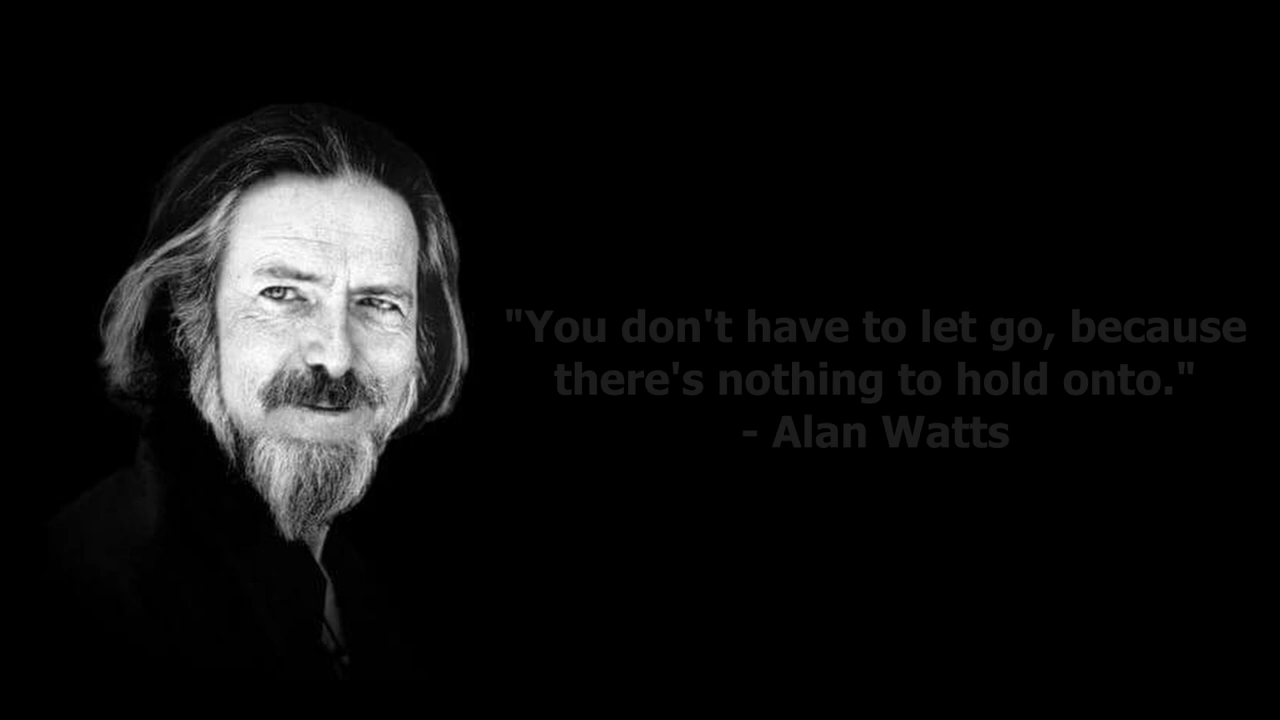 "You don't have to let go, because
there's nothing to hold onto."
- Alan Watts